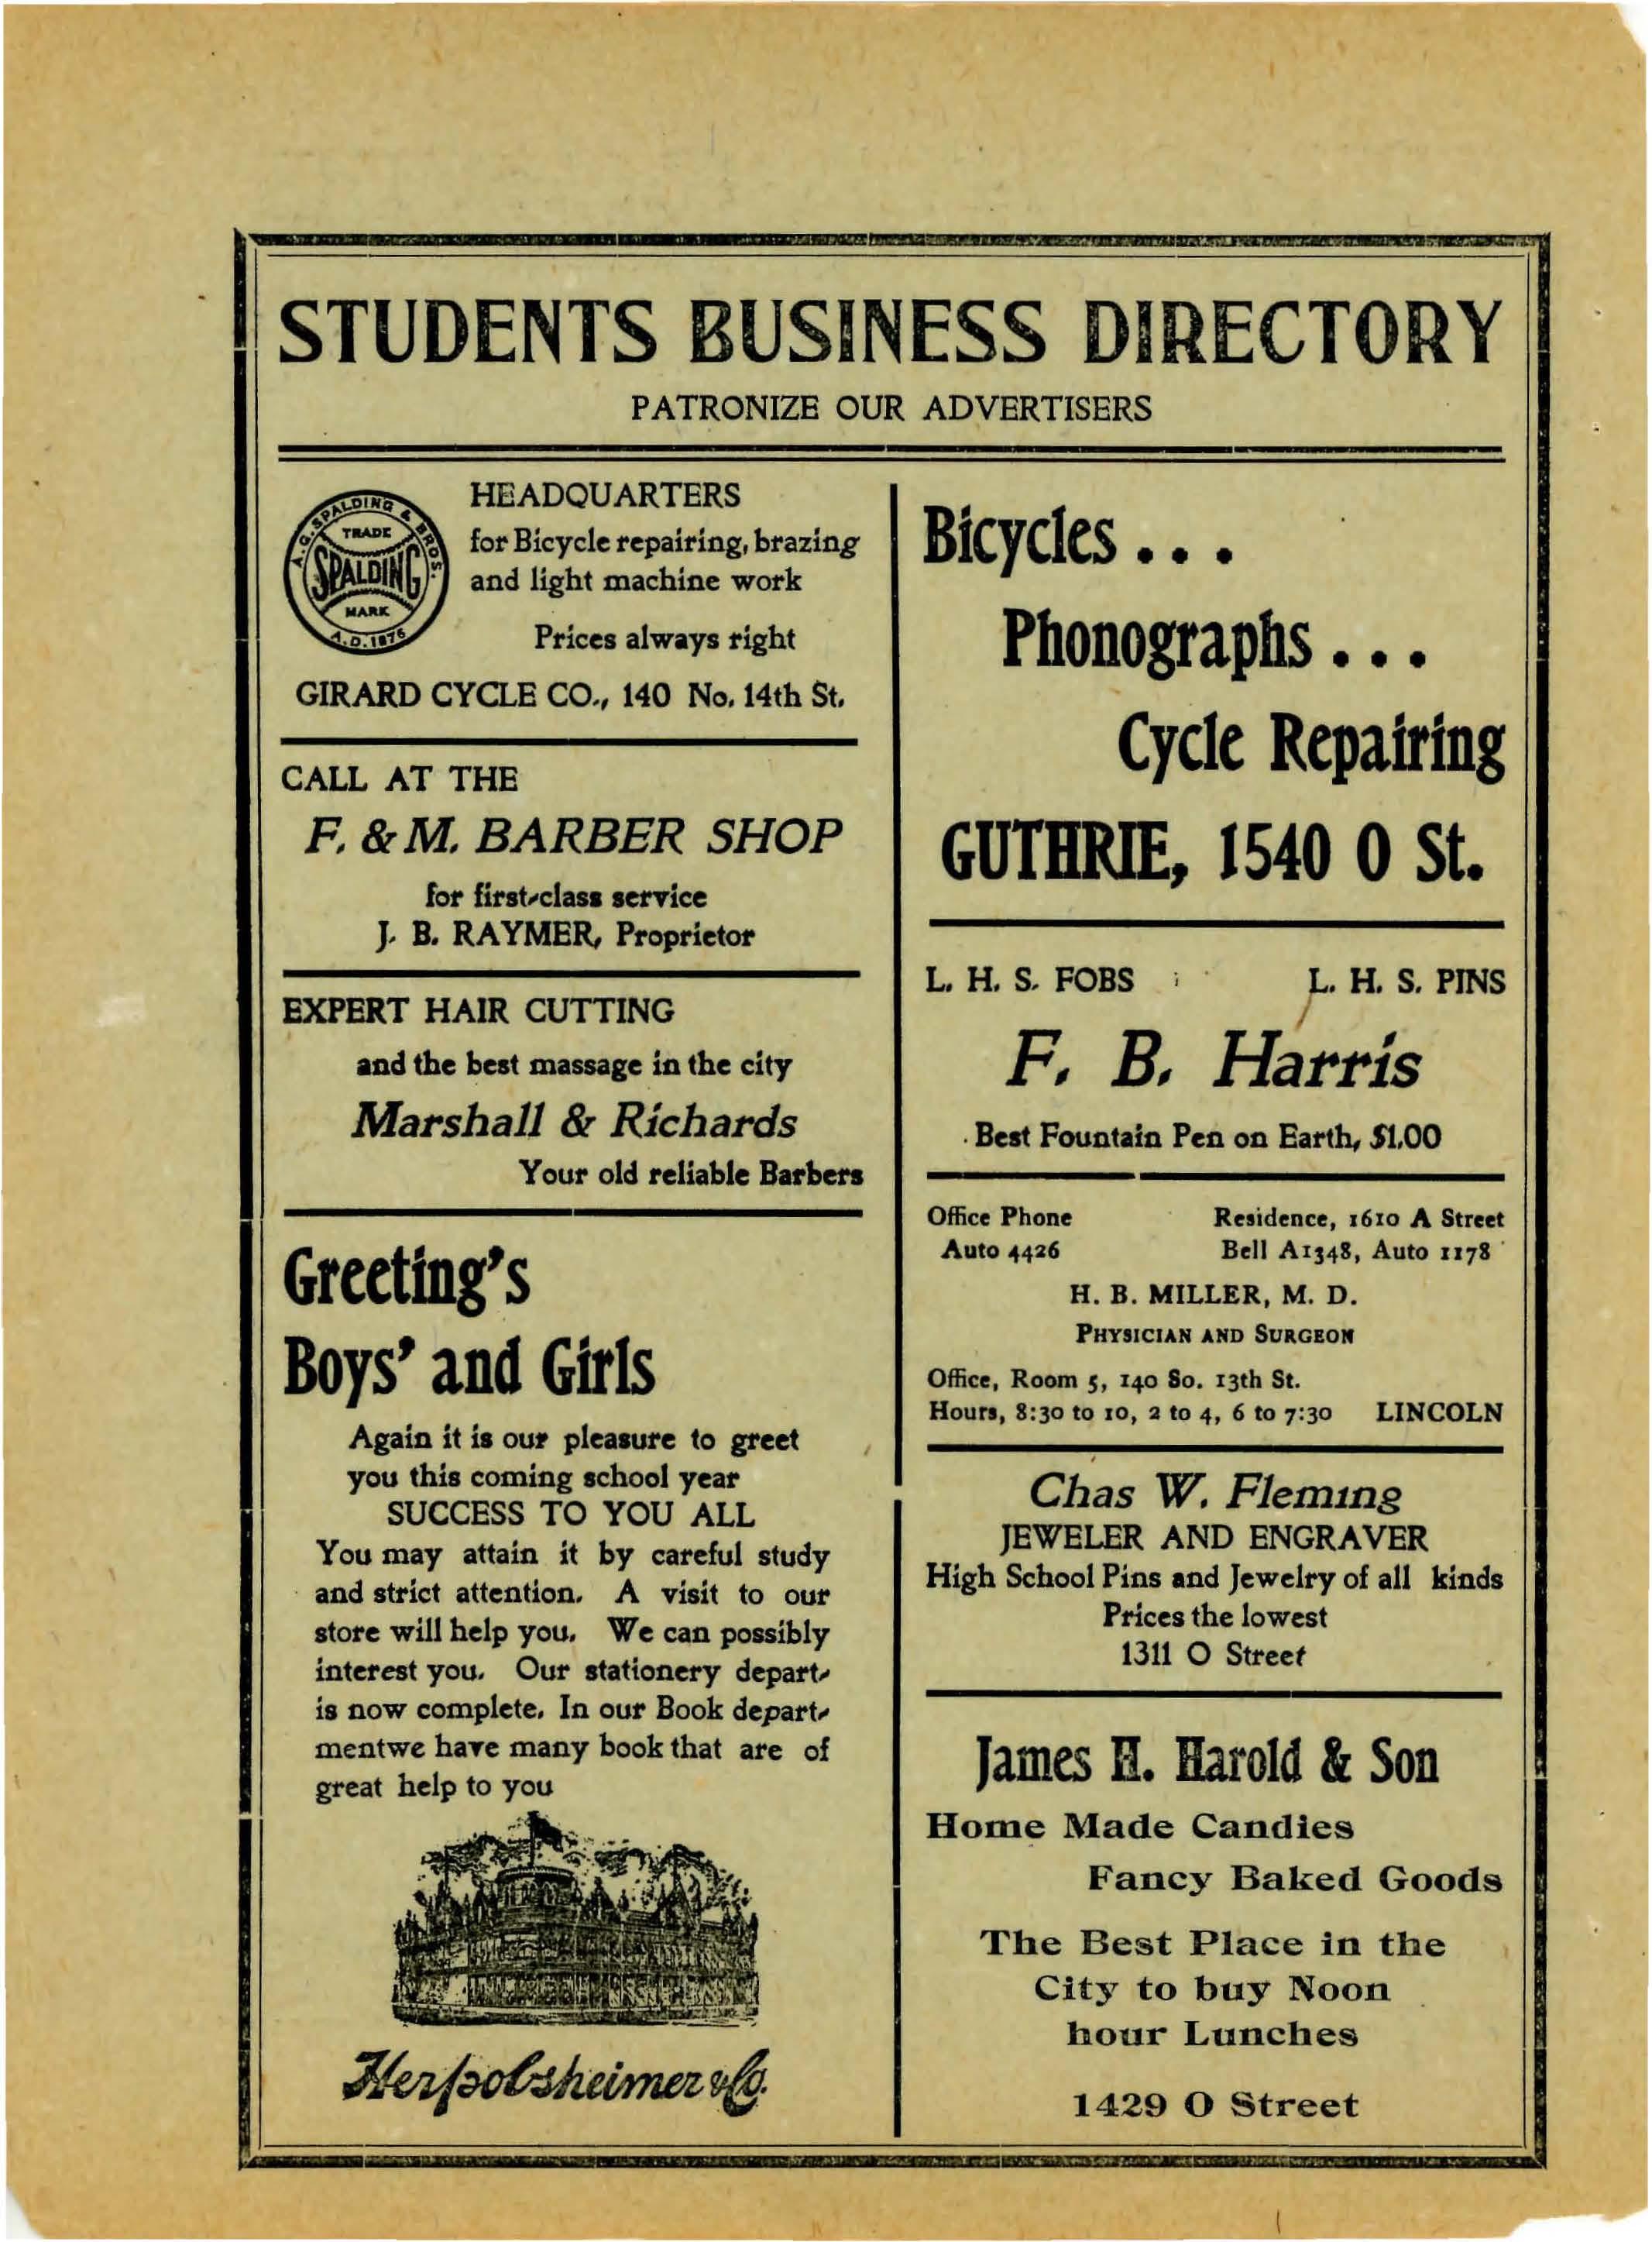 STUDENTS BUSINESS DIRECTORY
PATRONIZE OUR ADVERTISERS
A. G. SPALDING & BROS.
TRADE
SPALDING
MARK
A.D. 1876
HEADQUARTERS
for Bicycle repairing, brazing
and light machine work
Prices always right
GIRARD CYCLE CO., 140 No. 14th St.
CALL AT THE
F. & M. BARBER SHOP
for first-class service
J. B. RAYMER, Proprietor
EXPERT HAIR CUTTING
and the best massage in the city
Marshall & Richards
Your old reliable Barbers
Greeting's
Boys' and Girls
Again it is our pleasure to greet
you this coming school year
SUCCESS TO YOU ALL
You may attain it by careful study
and strict attention. A visit to our
store will help you. We can possibly
interest you. Our stationery depart-
is now complete. In our Book depart-
mentwe have many book that are of
great help to you
Herpolsheimer & Co.
Bicycles . . .
Phonographs . . .
Cycle Repairing
GUTHRIE, 1540 O St.
L. H. S. FOBS L. H. S. PINS
F. B. Harris
Best Fountain Pen on Earth, $1.00
Office Phone Residence, 1610 A Street
Auto 4426 Bell A1348, Auto 1178
H. B. MILLER, M. D.
PHYSICIAN AND SURGEON
Office, Room 5, 140 So. 13th St.
Hours, 8:30 to 10, 2 to 4, 6 to 7:30 LINCOLN
Chas W. Fleming
JEWELER AND ENGRAVER
High School Pins and Jewelry of all kinds
Prices the lowest
1311 O Street
James H. Harold & Son
Home Made Candies
Fancy Baked Goods
The Best Place in the
City to buy Noon
hour Lunches
1429 O Street